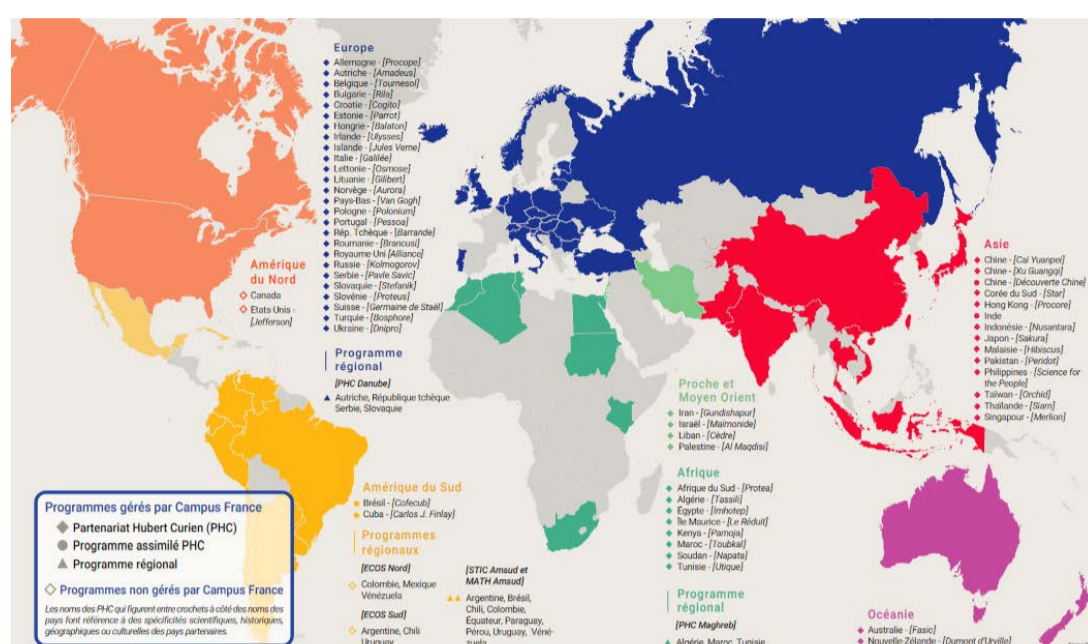 Europe
Allemagne - [Procope]
Autriche - [Amadeus]
Belgique - [Tournesol]
Bulgarie - [Rila]
Croatie - [Cogito]
Estonie - [Parrot]
Hongrie - [Balaton]
Irlande - [Ulysses]
Islande - [Jules Verne]
Italie - [Galilée]
Lettonie - [Osmose]
Lituanie - [Gilibert]
Norvège - [Aurora]
Pays-Bas - [Van Gogh]
Pologne - [Polonium]
Portugal - [Pessoa]
Rép. Tchèque - [Barrande]
Roumanie - [Brancusi]
Royaume-Uni [Alliance]
Russie - [Kolmogorov]
Serbie - [Pavle Savic]
Slovaquie - [Stefanik]
Slovénie - [Proteus]
Suisse - [Germaine de Staël]
Turquie - [Bosphore]
Ukraine - [Dnipro]
Programme
régional
[PHC Danube]
Autriche, République tchèque
Serbie, Slovaquie
Amérique
du Nord
Canada
Etats-Unis -
[Jefferson]
Amérique du Sud
Brésil - [Cofecub]
Cuba - [Carlos J. Finlay]
Programmes
régionaux
[ECOS Nord]
Colombie, Mexique
Vénézuela
[ECOS Sud]
Argentine, Chili
Uruguay
[STIC Amsud et
MATH Amsud]
Argentine, Brésil,
Chili, Colombie,
Équateur, Paraguay,
Pérou, Uruguay, Véné-
zuela
Proche et
Moyen Orient
Iran - [Gundishapur]
Israël - [Maïmonide]
Liban - [Cèdre]
Palestine - [Al Maqdisi]
Afrique
Afrique du Sud - [Protea]
Algérie - [Tassili]
Égypte - [Imhotep]
Île Maurice - [Le Réduit]
Kenya - [Pamoja]
Maroc - [Toubkal]
Soudan - [Napata]
Tunisie - [Utique]
Programme
régional
[PHC Maghreb]
Algérie, Maroc, Tunisie
Asie
Chine - [Cai Yuanpei]
Chine - [Xu Guangqi]
Chine - [Découverte Chine]
Corée du Sud - [Star]
Hong Kong - [Procore]
Inde
Indonésie - [Nusantara]
Japon - [Sakura]
Malaisie - [Hibiscus]
Pakistan - [Peridot]
Philippines - [Science for
the People]
Taïwan - [Orchid]
Thaïlande - [Siam]
Singapour - [Merlion]
Océanie
Australie - [Fasic]
Nouvelle-Zélande - [Dumont d'Urville]
Programmes gérés par Campus France
Partenariat Hubert Curien (PHC)
Programme assimilé PHC
Programme régional
Programmes non gérés par Campus France
Les noms des PHC qui figurent entre crochets à côté des noms des
pays font référence à des spécificités scientifiques, historiques,
géographiques ou culturelles des pays partenaires.